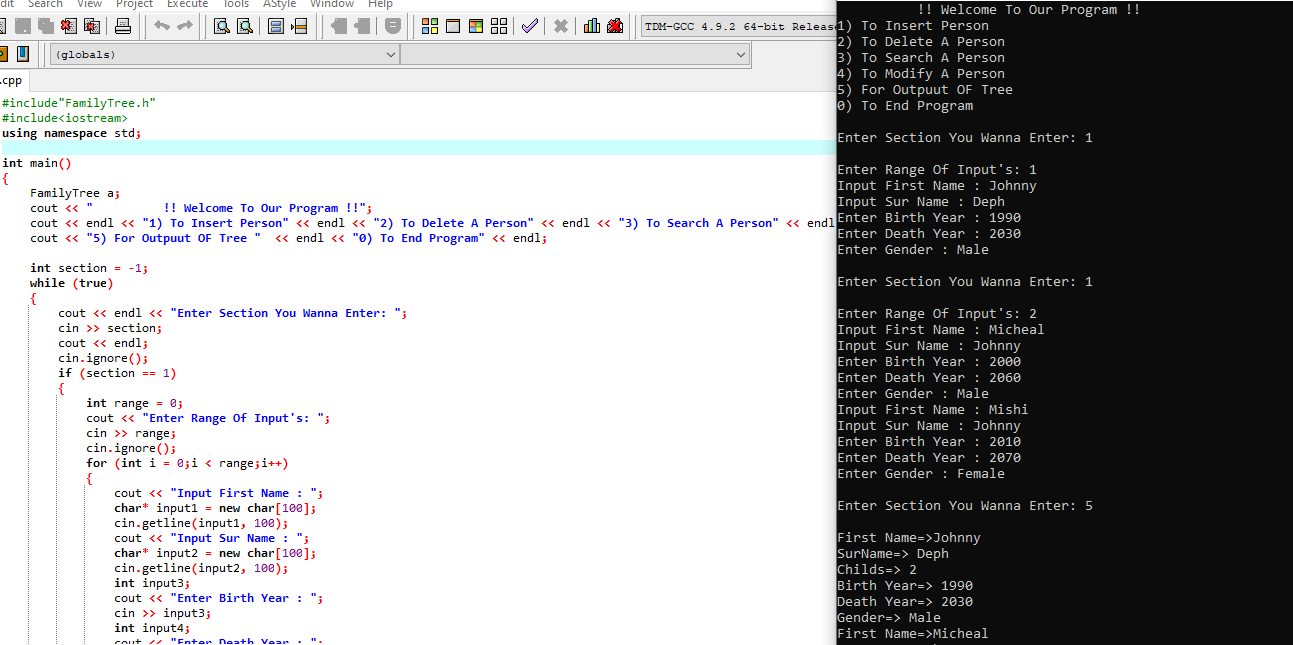 dit Search View Project Execute Tools AStyle Window Help
TDM-GCC 4.9.2 64-bit Releas
(globals)
.cpp
#include"FamilyTree.h"
#include<iostream>
using namespace std;
int main()
{
FamilyTree a;
cout << "          !! Welcome To Our Program !!";
cout << endl << "1) To Insert Person" << endl << "2) To Delete A Person" << endl << "3) To Search A Person" << endl
cout << "5) For Outpuut OF Tree "  << endl << "0) To End Program" << endl;
int section = -1;
while (true)
{
cout << endl << "Enter Section You Wanna Enter: ";
cin >> section;
cout << endl;
cin.ignore();
if (section == 1)
{
int range = 0;
cout << "Enter Range Of Input's: ";
cin >> range;
cin.ignore();
for (int i = 0;i < range;i++)
{
cout << "Input First Name : ";
char* input1 = new char[100];
cin.getline(input1, 100);
cout << "Input Sur Name : ";
char* input2 = new char[100];
cin.getline(input2, 100);
int input3;
cout << "Enter Birth Year : ";
cin >> input3;
int input4;
cout << "Enter Death Year : ";
!! Welcome To Our Program !!
1) To Insert Person
2) To Delete A Person
3) To Search A Person
4) To Modify A Person
5) For Outpuut OF Tree
0) To End Program
Enter Section You Wanna Enter: 1
Enter Range Of Input's: 1
Input First Name : Johnny
Input Sur Name : Deph
Enter Birth Year : 1990
Enter Death Year : 2030
Enter Gender : Male
Enter Section You Wanna Enter: 1
Enter Range Of Input's: 2
Input First Name : Micheal
Input Sur Name : Johnny
Enter Birth Year : 2000
Enter Death Year : 2060
Enter Gender : Male
Input First Name : Mishi
Input Sur Name : Johnny
Enter Birth Year : 2010
Enter Death Year : 2070
Enter Gender : Female
Enter Section You Wanna Enter: 5
First Name=>Johnny
SurName=> Deph
Childs=> 2
Birth Year=> 1990
Death Year=> 2030
Gender=> Male
First Name=>Micheal